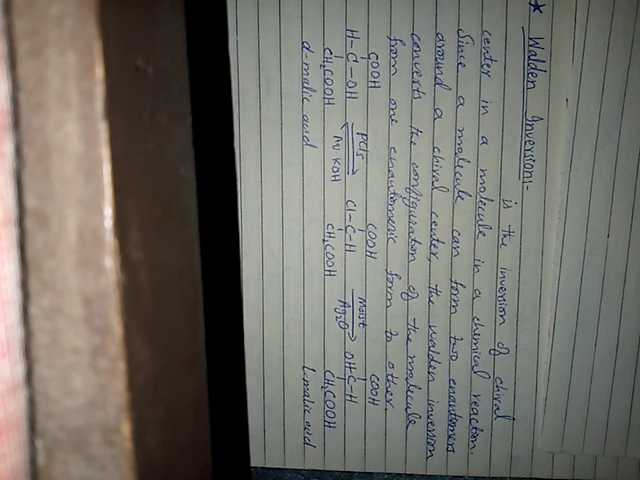 * Walden Inversion:-
is the inversion of chiral
center in a molecule in a chemical reaction.
Since a molecule can form two enantiomers
around a chiral center, the walden inversion
converts the configuration of the molecule
from one enantiomeric form to other.
COOH COOH COOH
H-C-OH PCl5 Cl-C-H moist OH-C-H
KOH Ag2O
CH2COOH CH2COOH CH2COOH
d-malic acid L-malic acid